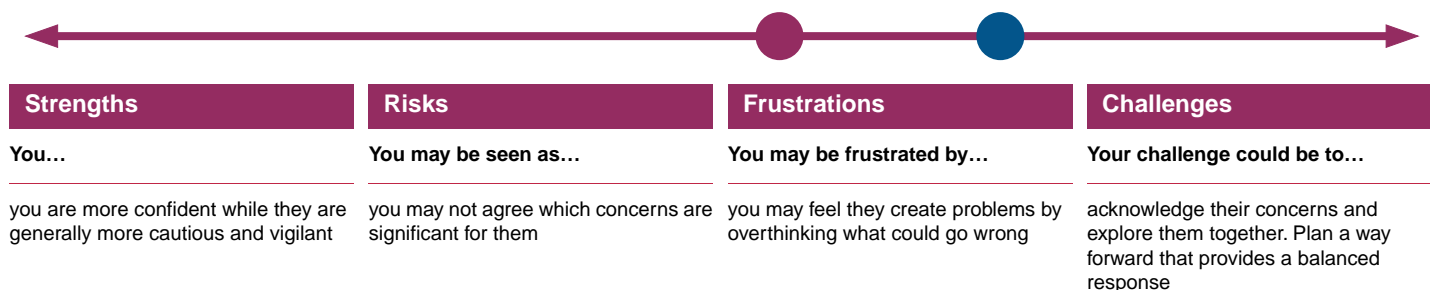 Strengths
You…
you are more confident while they are
generally more cautious and vigilant
Risks
You may be seen as…
you may not agree which concerns are
significant for them
Frustrations
You may be frustrated by…
you may feel they create problems by
overthinking what could go wrong
Challenges
Your challenge could be to…
acknowledge their concerns and
explore them together. Plan a way
forward that provides a balanced
response